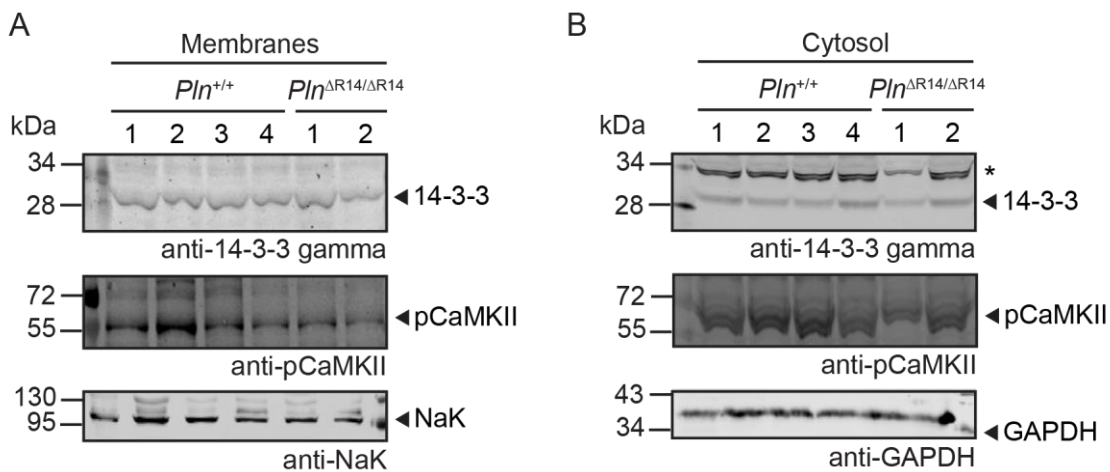 A
Membranes
Pln+/+ PlnΔR14/ΔR14
kDa 1 2 3 4 1 2
34
28
14-3-3
anti-14-3-3 gamma
72
55
pCaMKII
anti-pCaMKII
130
95
NaK
anti-NaK
B
Cytosol
Pln+/+ PlnΔR14/ΔR14
kDa 1 2 3 4 1 2
34
*
28
14-3-3
anti-14-3-3 gamma
72
55
pCaMKII
anti-pCaMKII
43
34
GAPDH
anti-GAPDH